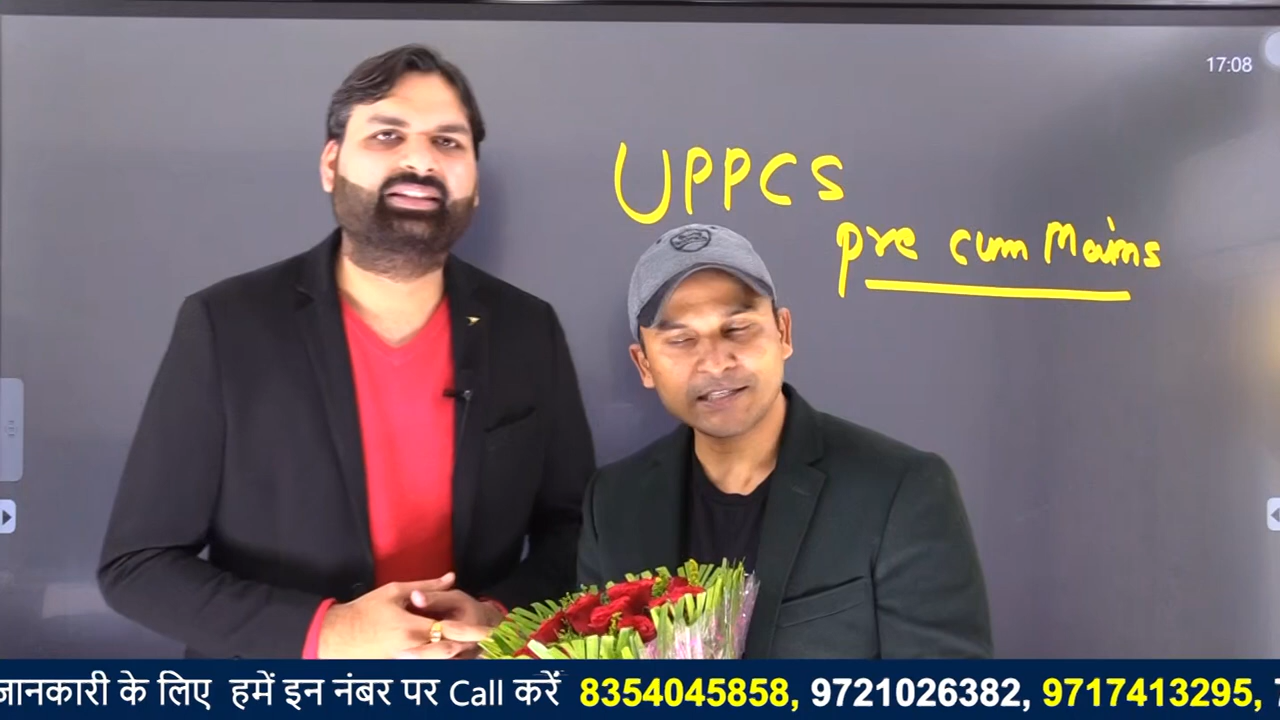 17:08
UPPCS
pre cum Mains
जानकारी के लिए हमें इन नंबर पर Call करें 8354045858, 9721026382, 9717413295,